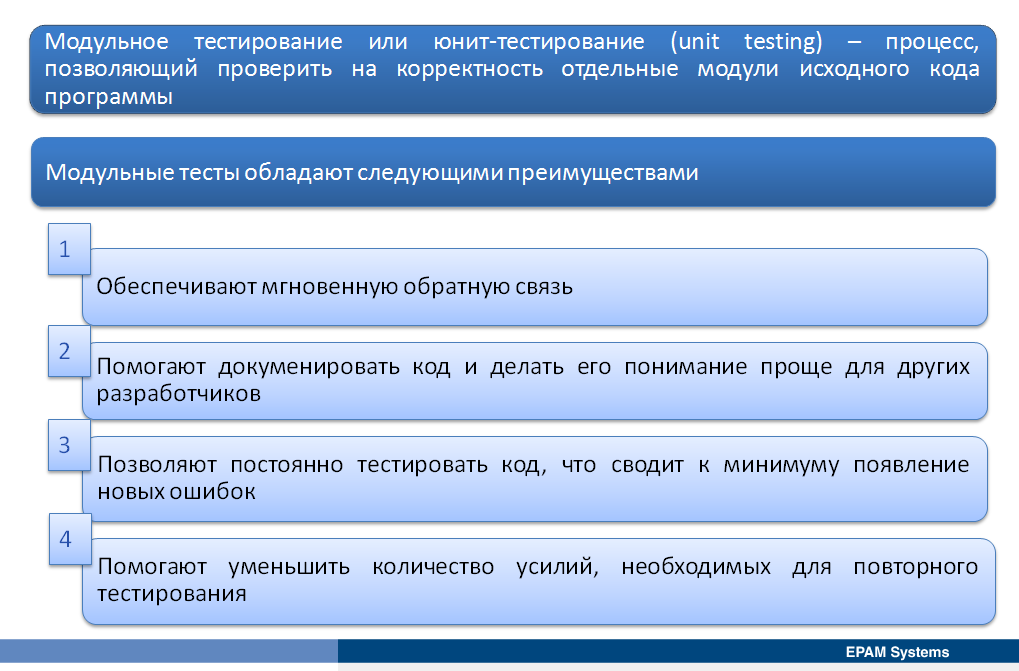 Модульное тестирование или юнит-тестирование (unit testing) – процесс,
позволяющий проверить на корректность отдельные модули исходного кода
программы
Модульные тесты обладают следующими преимуществами
1
Обеспечивают мгновенную обратную связь
2
Помогают докуменировать код и делать его понимание проще для других
разработчиков
3
Позволяют постоянно тестировать код, что сводит к минимуму появление
новых ошибок
4
Помогают уменьшить количество усилий, необходимых для повторного
тестирования
EPAM Systems